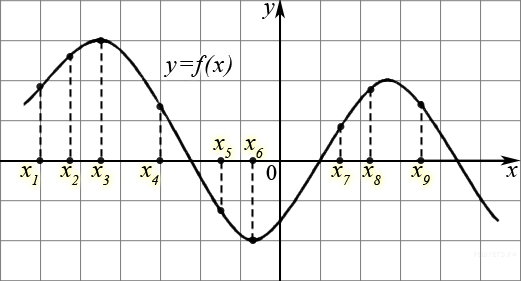 y
y=f(x)
x₅ x₆
0
x₁ x₂ x₃ x₄ x₇ x₈ x₉ x